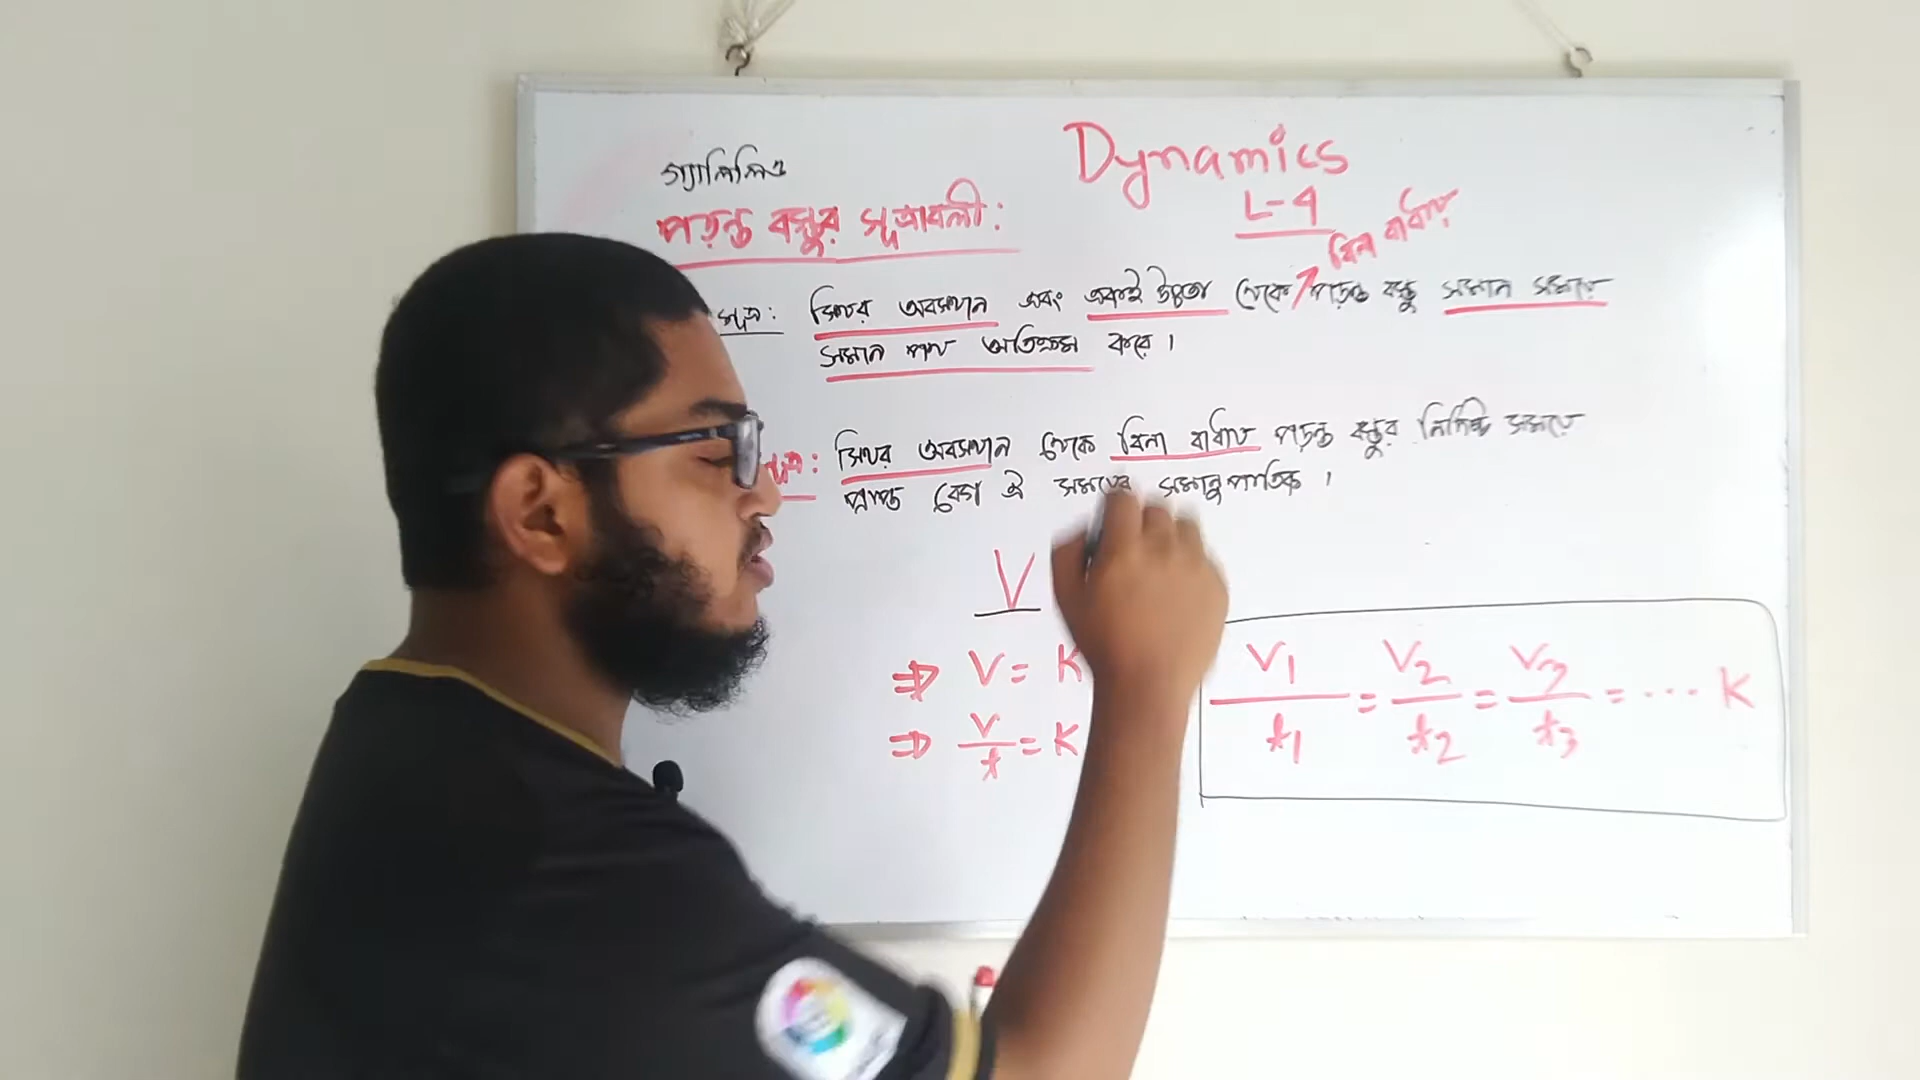 গ্যালিলিও
Dynamics
পড়ন্ত বস্তুর সূত্রাবলী:
L-4
বিনা বাধায়
সূত্র: স্থির অবস্থান এবং একই উচ্চতা থেকে পড়ন্ত বস্তু সমান সময়ে
সমান পথ অতিক্রম করে।
সূত্র: স্থির অবস্থান থেকে বিনা বাধায় পড়ন্ত বস্তুর নির্দিষ্ট সময়ে
প্রাপ্ত বেগ ঐ সময়ের সমানুপাতিক।
V
⇒ V = K
⇒ V/t = K
V1/t1 = V2/t2 = V3/t3 = ... K